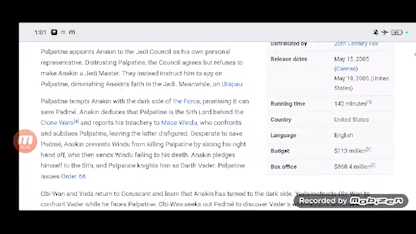 1:01
Palpatine appoints Anakin to the Jedi Council as his own personal
representative. Distrusting Palpatine, the Council agrees but refuses to
make Anakin a Jedi Master. They instead instruct him to spy on
Palpatine, diminishing Anakin's faith in the Jedi. Meanwhile, on Utapau
Palpatine tempts Anakin with the dark side of the Force, promising it can
save Padmé. Anakin deduces that Palpatine is the Sith Lord behind the
Clone Wars and reports his treachery to Mace Windu, who confronts
and subdues Palpatine, leaving the latter disfigured. Desperate to save
Padmé, Anakin prevents Windu from killing Palpatine by slicing his right
hand off, who then sends Windu falling to his death. Anakin pledges
himself to the Sith, and Palpatine knights him as Darth Vader. Palpatine
issues Order 66
Obi-Wan and Yoda return to Coruscant and learn that Anakin has turned to the dark side. Yoda instructs Obi-Wan to
confront Vader while he faces Palpatine. Obi-Wan seeks out Padmé to discover Vader's
Distributed by 20th Century Fox
Release dates May 15, 2005
(Cannes)
May 19, 2005 (United
States)
Running time 140 minutes
Country United States
Language English
Budget $113 million
Box office $868.4 million
Recorded by mobizen